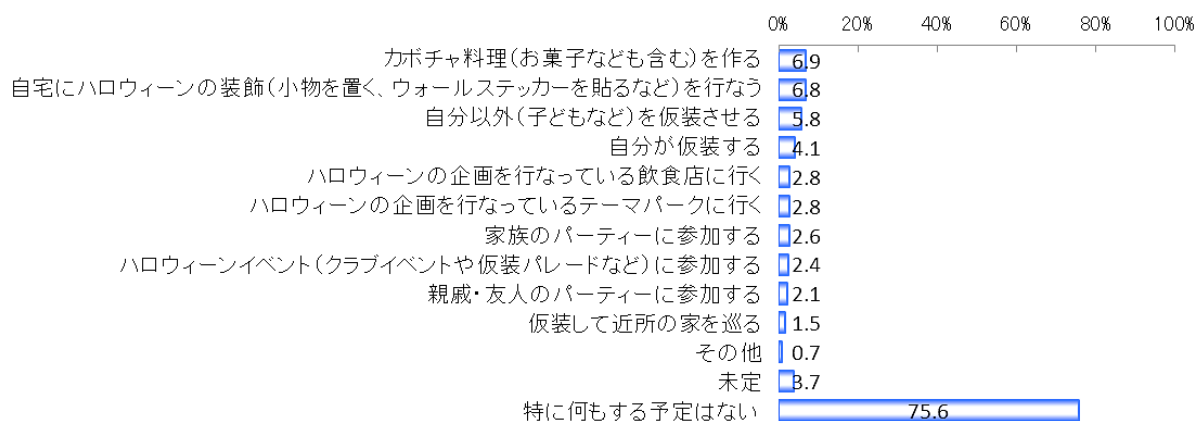 0% 20% 40% 60% 80% 100%
カボチャ料理(お菓子なども含む)を作る 6.9
自宅にハロウィーンの装飾(小物を置く、ウォールステッカーを貼るなど)を行なう 6.8
自分以外(子どもなど)を仮装させる 5.8
自分が仮装する 4.1
ハロウィーンの企画を行なっている飲食店に行く 2.8
ハロウィーンの企画を行なっているテーマパークに行く 2.8
家族のパーティーに参加する 2.6
ハロウィーンイベント(クラブイベントや仮装パレードなど)に参加する 2.4
親戚・友人のパーティーに参加する 2.1
仮装して近所の家を巡る 1.5
その他 0.7
未定 3.7
特に何もする予定はない 75.6